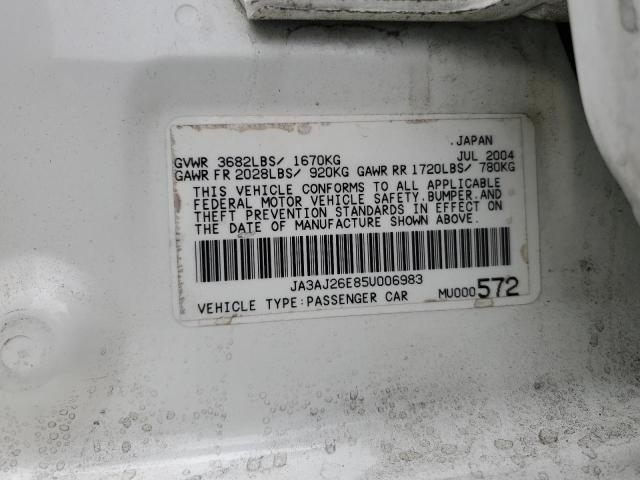 .JAPAN
GVWR 3682LBS/ 1670KG JUL 2004
GAWR FR 2028LBS/ 920KG GAWR RR 1720LBS/ 780KG
THIS VEHICLE CONFORMS TO ALL APPLICABLE
FEDERAL MOTOR VEHICLE SAFETY.BUMPER.AND
THEFT PREVENTION STANDARDS IN EFFECT ON
THE DATE OF MANUFACTURE SHOWN ABOVE.
JA3AJ26E85U006983
VEHICLE TYPE:PASSENGER CAR MU000572